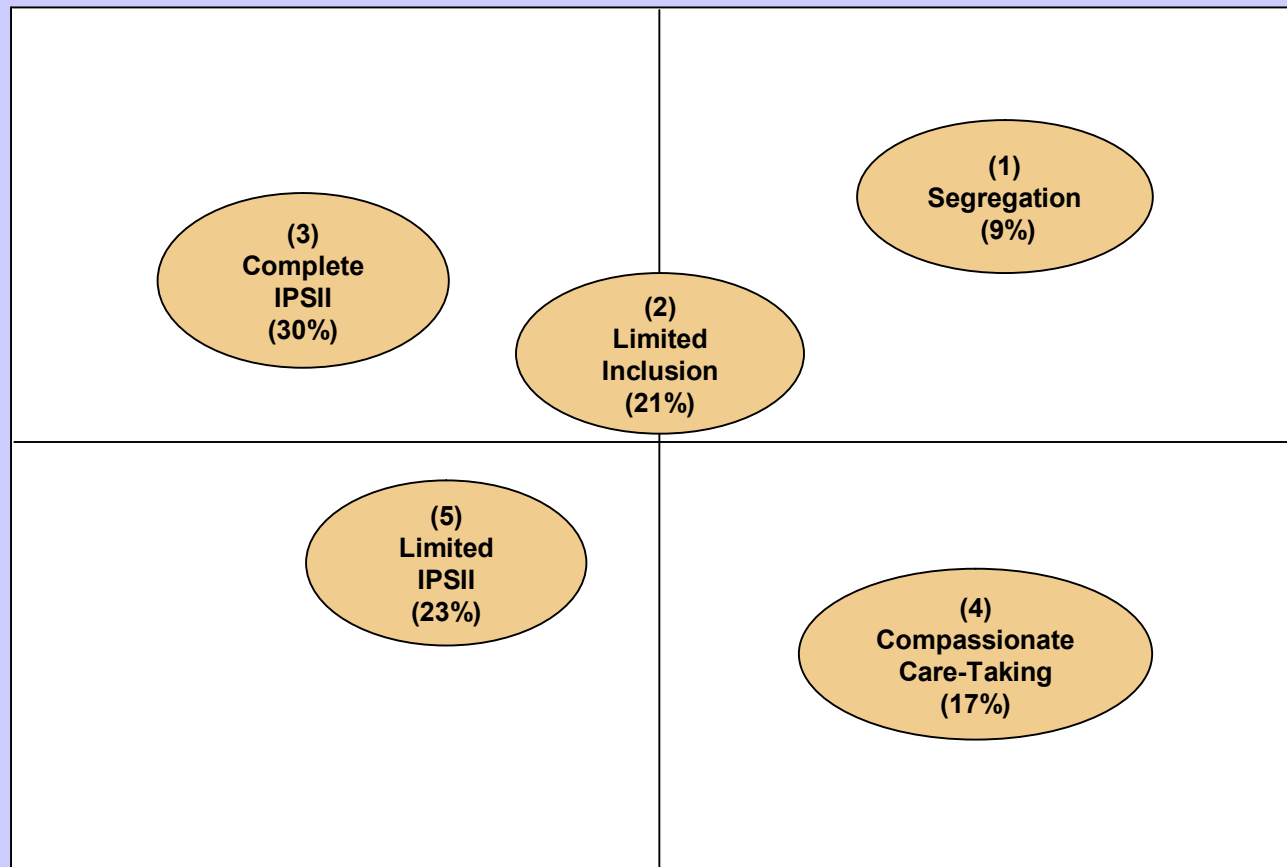 (1)
Segregation
(9%)
(3)
Complete
IPSII
(30%)
(2)
Limited
Inclusion
(21%)
(5)
Limited
IPSII
(23%)
(4)
Compassionate
Care-Taking
(17%)